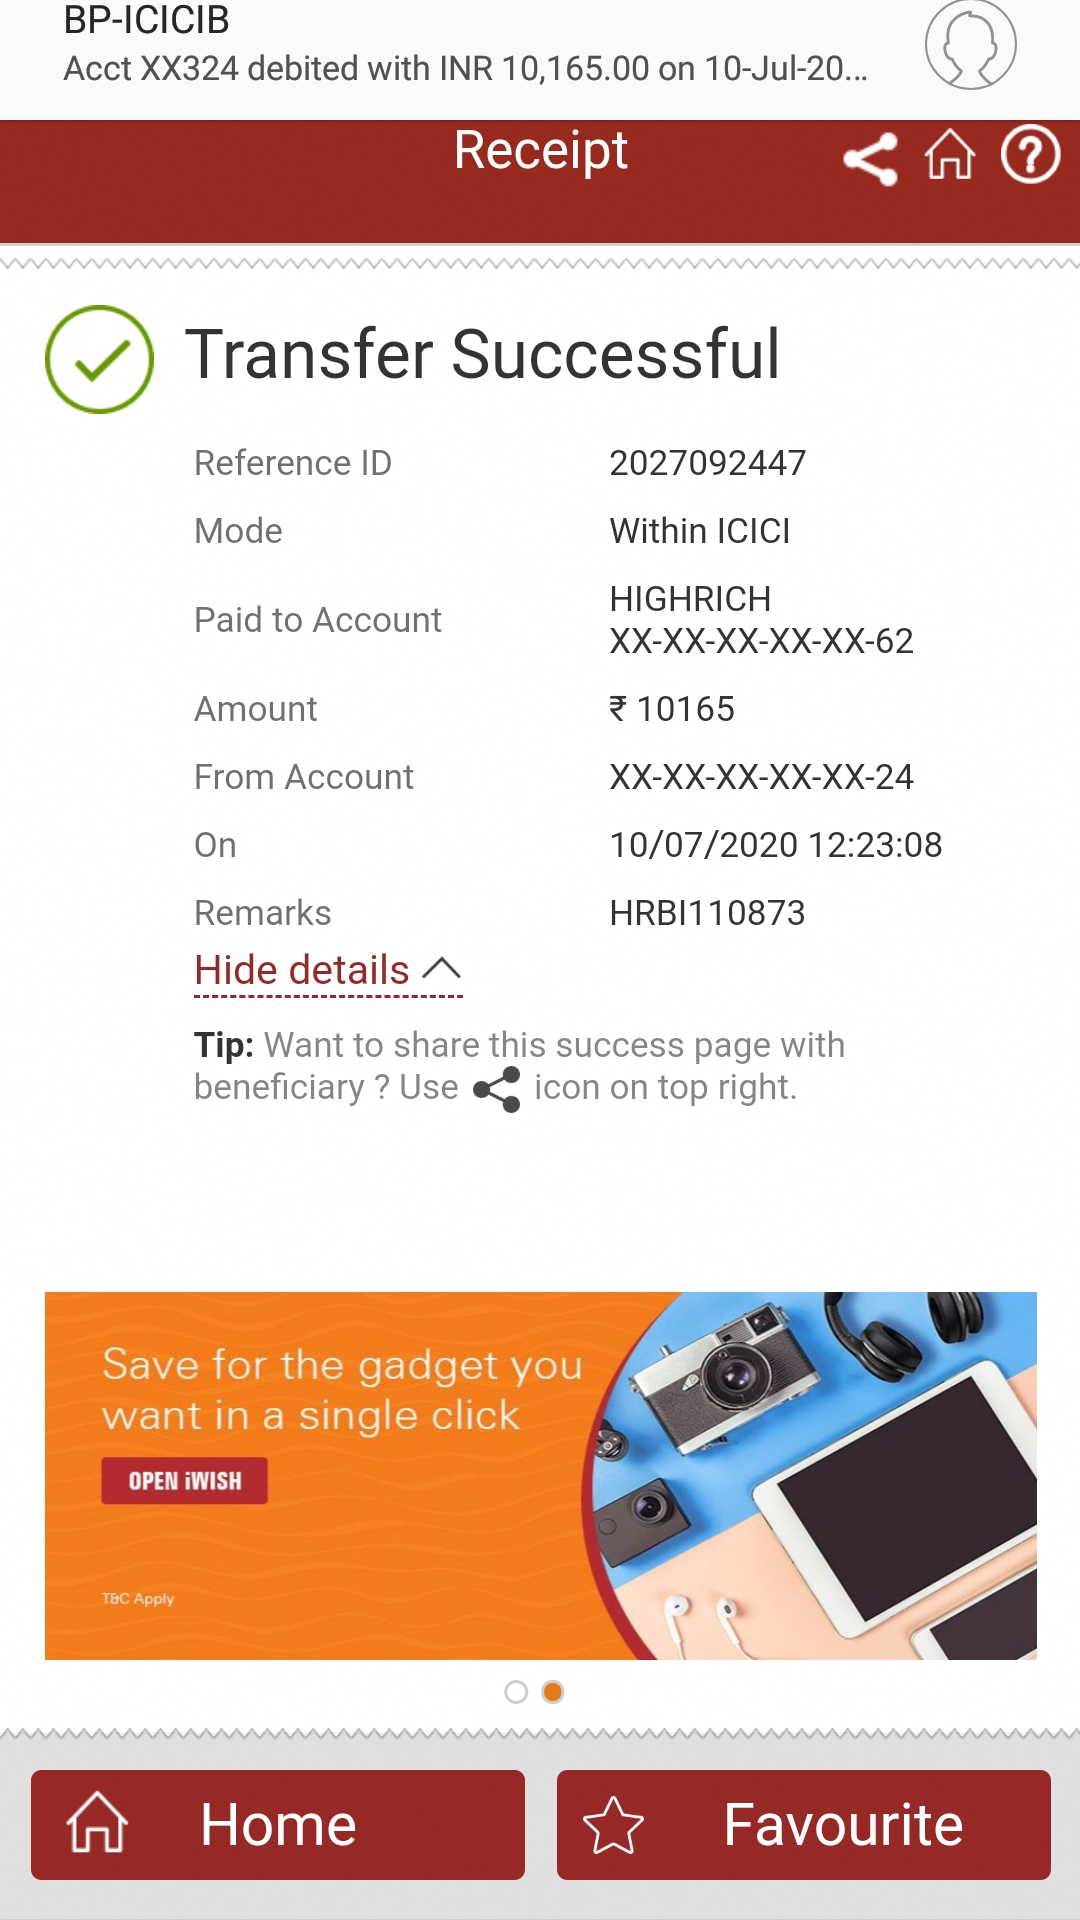 BP-ICICIB
Acct XX324 debited with INR 10,165.00 on 10-Jul-20...
Receipt
Transfer Successful
Reference ID 2027092447
Mode Within ICICI
Paid to Account HIGHRICH
XX-XX-XX-XX-XX-62
Amount ₹ 10165
From Account XX-XX-XX-XX-XX-24
On 10/07/2020 12:23:08
Remarks HRBI110873
Hide details
Tip: Want to share this success page with
beneficiary ? Use icon on top right.
Save for the gadget you
want in a single click
OPEN iWISH
T&C Apply
Home Favourite